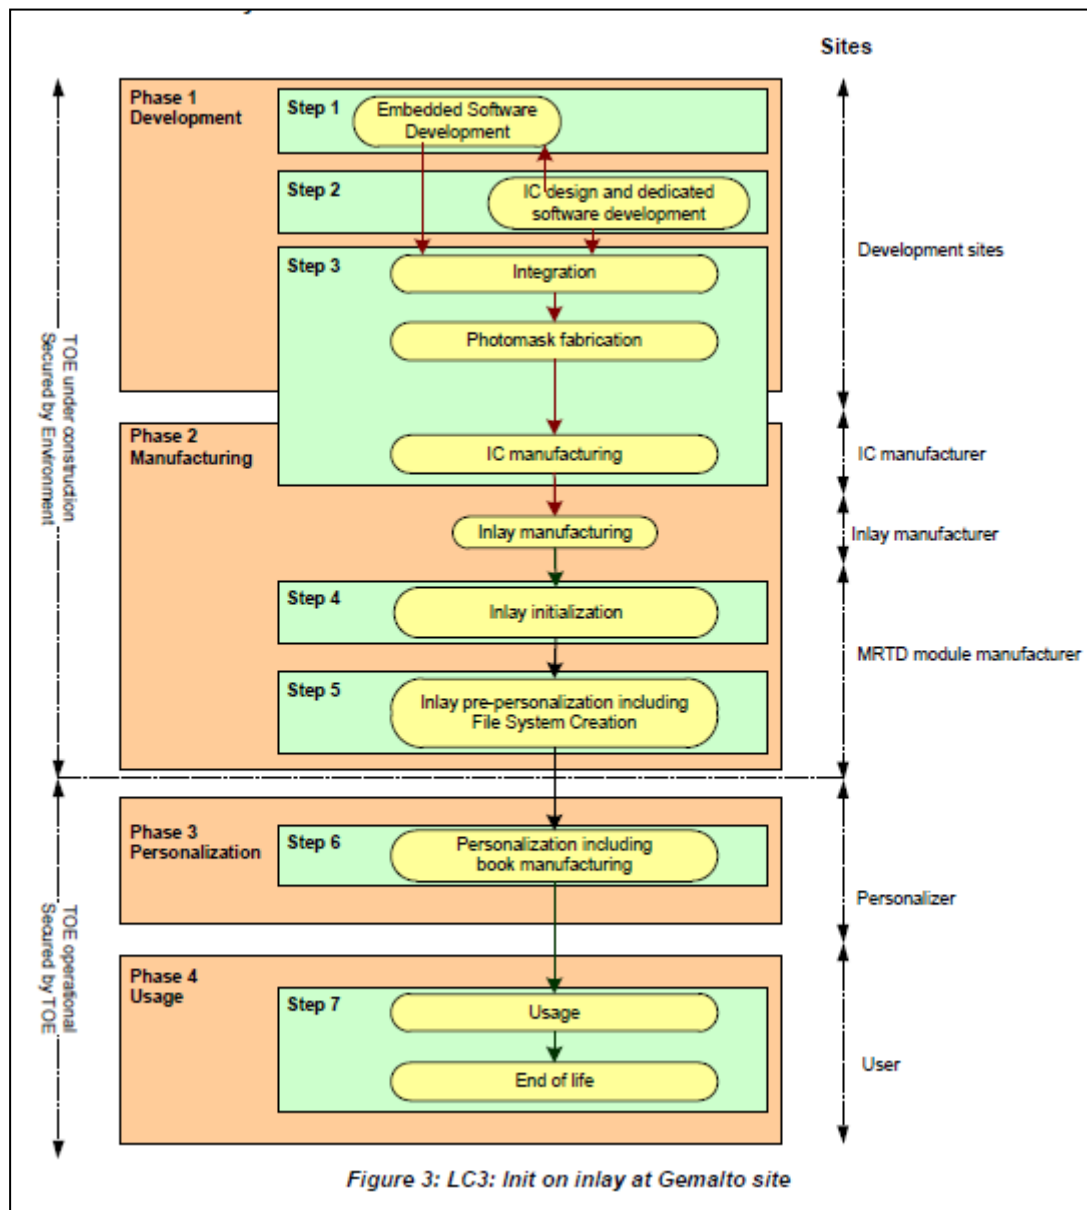 Sites
Phase 1
Development
Step 1
Embedded Software
Development
Step 2
IC design and dedicated
software development
Step 3
Integration
Photomask fabrication
Development sites
TOE under construction
Secured by Environment
Phase 2
Manufacturing
IC manufacturing
IC manufacturer
Inlay manufacturing
Inlay manufacturer
Step 4
Inlay initialization
MRTD module manufacturer
Step 5
Inlay pre-personalization including
File System Creation
Phase 3
Personalization
Step 6
Personalization including
book manufacturing
Personalizer
TOE operational
Secured by TOE
Phase 4
Usage
Step 7
Usage
End of life
User
Figure 3: LC3: Init on inlay at Gemalto site